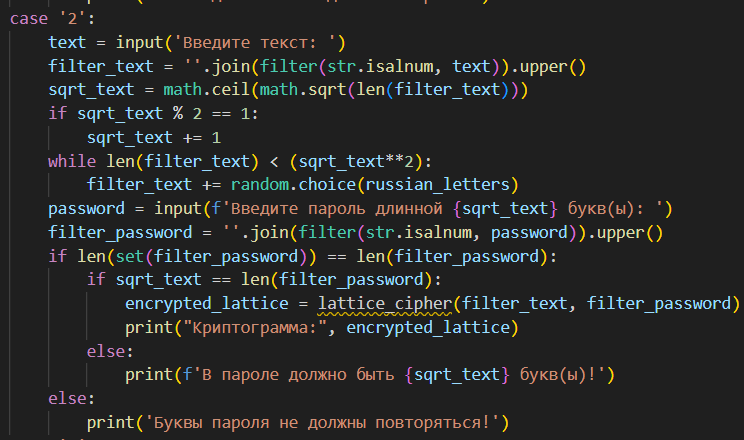 case '2':
    text = input('Введите текст: ')
    filter_text = ''.join(filter(str.isalnum, text)).upper()
    sqrt_text = math.ceil(math.sqrt(len(filter_text)))
    if sqrt_text % 2 == 1:
        sqrt_text += 1
    while len(filter_text) < (sqrt_text**2):
        filter_text += random.choice(russian_letters)
    password = input(f'Введите пароль длинной {sqrt_text} букв(ы): ')
    filter_password = ''.join(filter(str.isalnum, password)).upper()
    if len(set(filter_password)) == len(filter_password):
        if sqrt_text == len(filter_password):
            encrypted_lattice = lattice_cipher(filter_text, filter_password)
            print("Криптограмма:", encrypted_lattice)
        else:
            print(f'В пароле должно быть {sqrt_text} букв(ы)!')
    else:
        print('Буквы пароля не должны повторяться!')